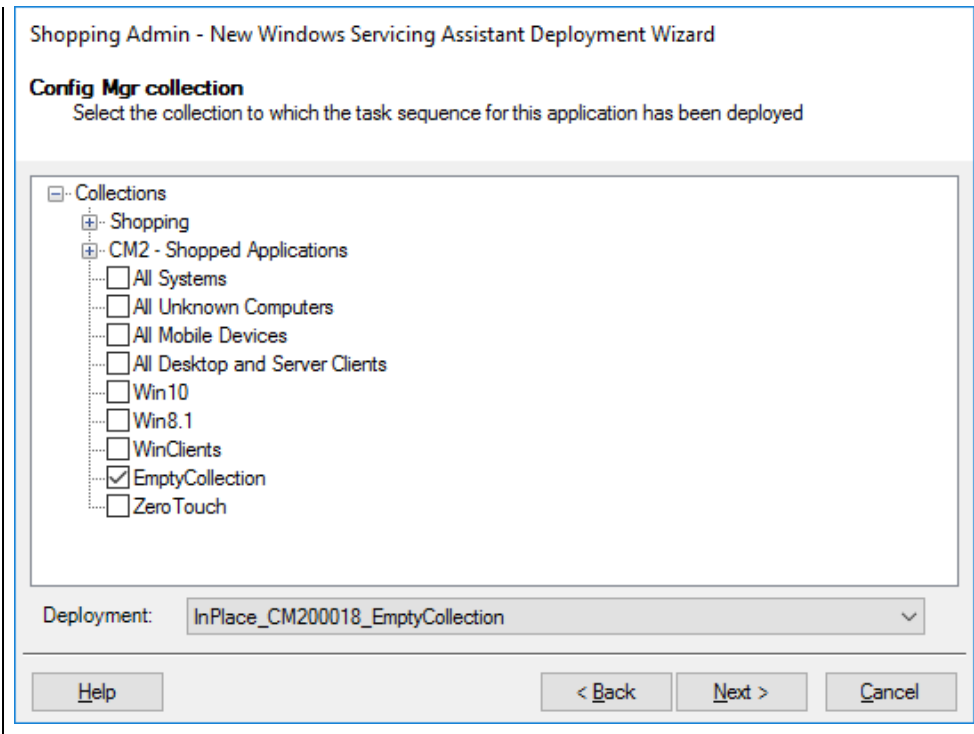 Shopping Admin - New Windows Servicing Assistant Deployment Wizard
Config Mgr collection
Select the collection to which the task sequence for this application has been deployed
Collections
Shopping
CM2 - Shopped Applications
All Systems
All Unknown Computers
All Mobile Devices
All Desktop and Server Clients
Win10
Win8.1
WinClients
EmptyCollection
ZeroTouch
Deployment: InPlace_CM200018_EmptyCollection
Help < Back Next > Cancel